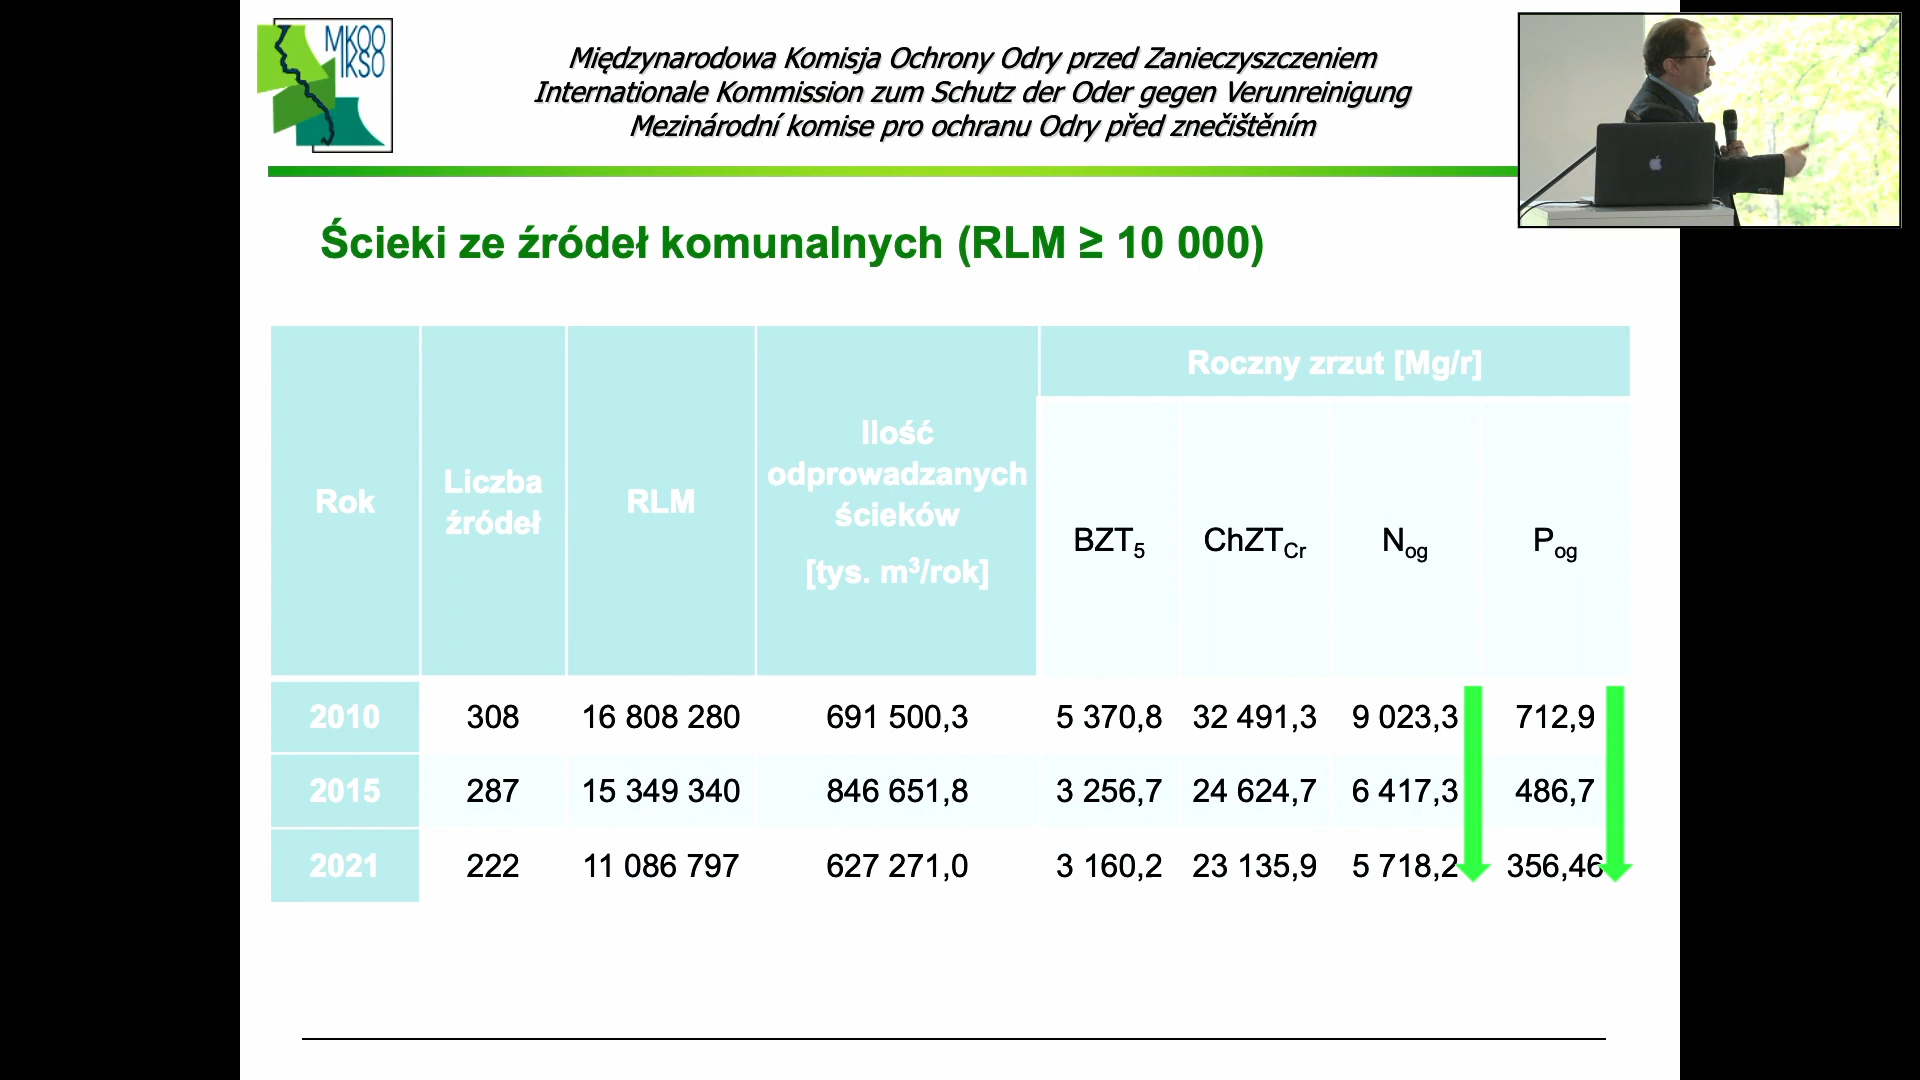 MKOO
IKSO
Międzynarodowa Komisja Ochrony Odry przed Zanieczyszczeniem
Internationale Kommission zum Schutz der Oder gegen Verunreinigung
Mezinárodní komise pro ochranu Odry před znečištěním
Ścieki ze źródeł komunalnych (RLM ≥ 10 000)
Rok
Liczba
źródeł
RLM
Ilość
odprowadzanych
ścieków
[tys. m³/rok]
Roczny zrzut [Mg/r]
BZT₅ ChZT_Cr N_og P_og
2010 308 16 808 280 691 500,3 5 370,8 32 491,3 9 023,3 712,9
2015 287 15 349 340 846 651,8 3 256,7 24 624,7 6 417,3 486,7
2021 222 11 086 797 627 271,0 3 160,2 23 135,9 5 718,2 356,46